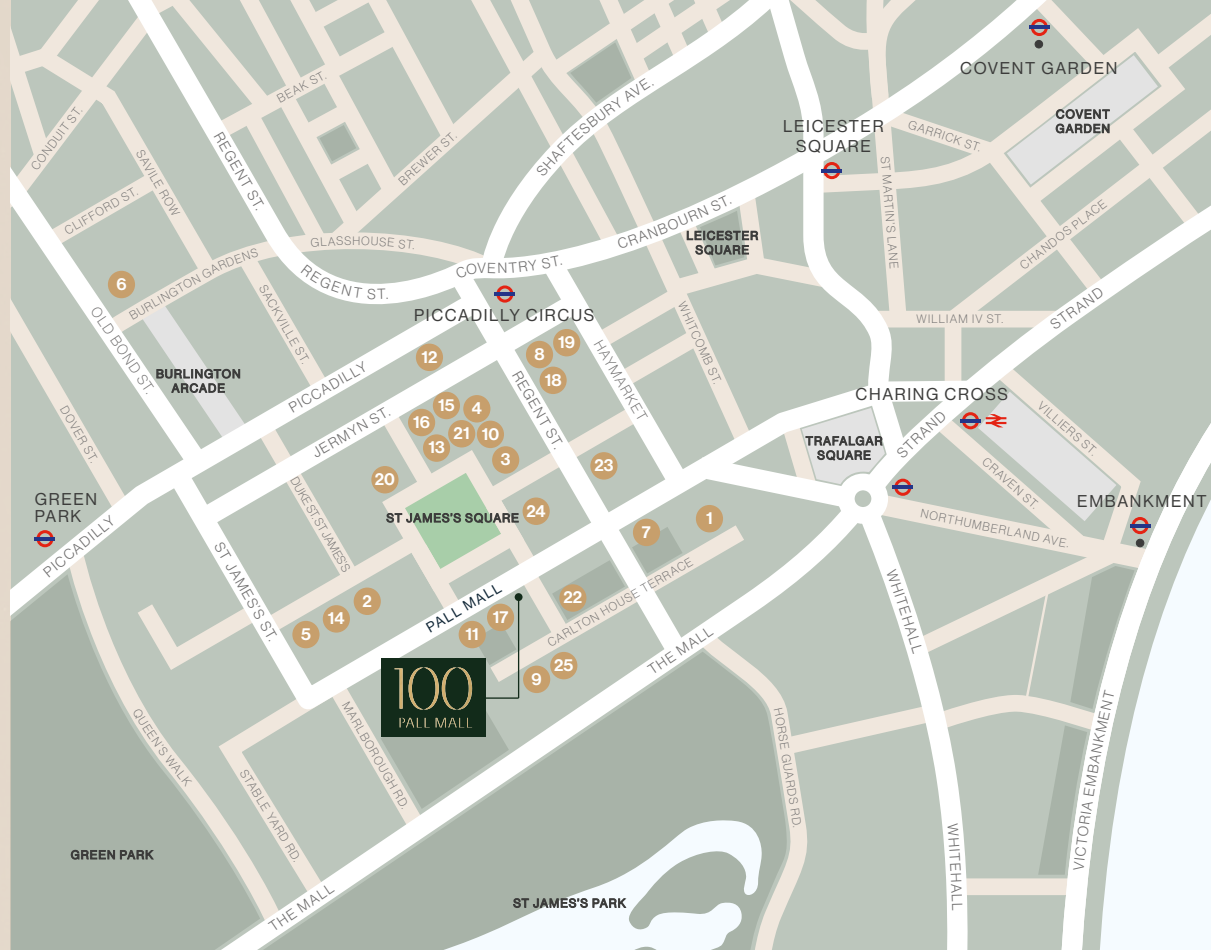 COVENT GARDEN
COVENT
GARDEN
BEAK ST.
SHAFTESBURY AVE.
CONDUIT ST.
REGENT ST.
BREWER ST.
LEICESTER
SQUARE
GARRICK ST.
SAVILE ROW
ST MARTIN'S LANE
CLIFFORD ST.
CRANBOURN ST.
CHANDOS PLACE
LEICESTER
SQUARE
GLASSHOUSE ST.
BURLINGTON GARDENS
COVENTRY ST.
REGENT ST.
6
SACKVILLE ST.
PICCADILLY CIRCUS
WILLIAM IV ST.
STRAND
OLD BOND ST.
WHITCOMB ST.
12
8
19
18
HAYMARKET
BURLINGTON
ARCADE
PICCADILLY
REGENT ST.
CHARING CROSS
JERMYN ST.
15
4
16
21
10
13
3
DOVER ST.
TRAFALGAR
SQUARE
STRAND
VILLIERS ST.
CRAVEN ST.
20
23
GREEN
PARK
EMBANKMENT
DUKE ST ST JAMES'S
ST JAMES'S SQUARE
24
7
1
NORTHUMBERLAND AVE.
PICCADILLY
ST JAMES'S ST.
2
14
5
PALL MALL
22
17
11
CARLTON HOUSE TERRACE
WHITEHALL
THE MALL
9
25
100
PALL MALL
QUEEN'S WALK
MARLBOROUGH RD.
HORSE GUARDS RD.
VICTORIA EMBANKMENT
STABLE YARD RD.
GREEN PARK
WHITEHALL
THE MALL
ST JAMES'S PARK